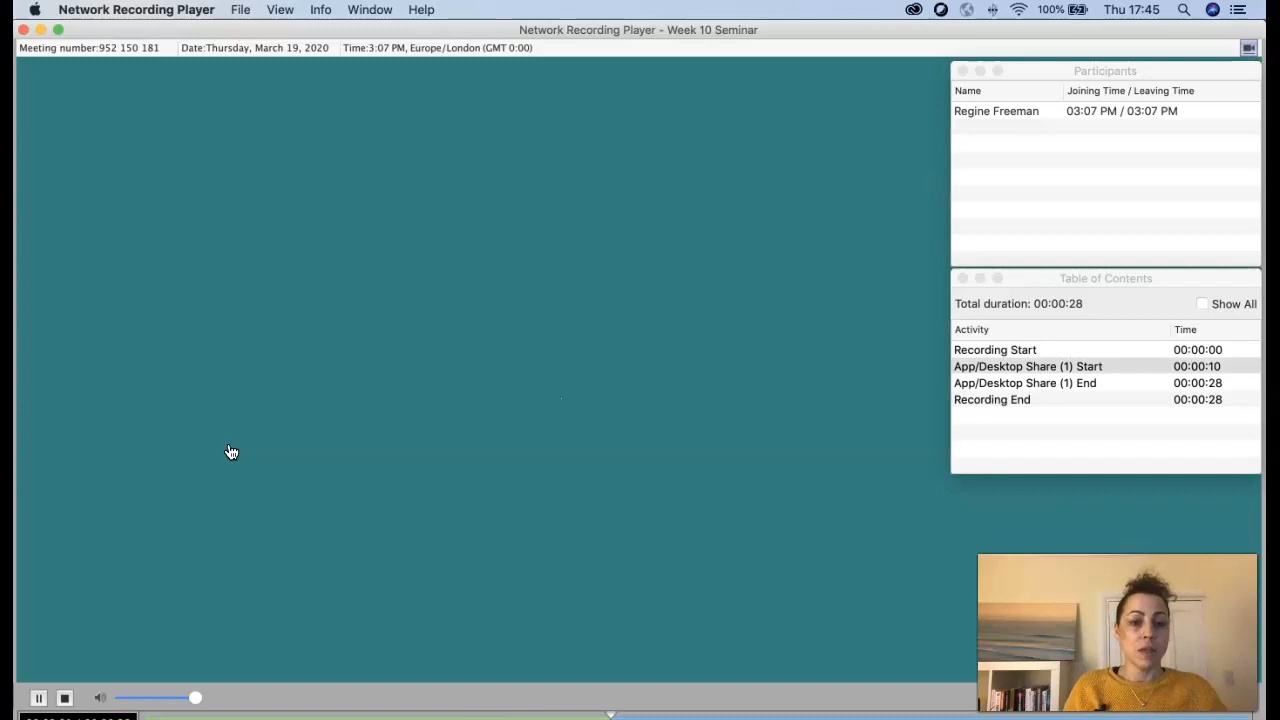 Network Recording Player File View Info Window Help 100% Thu 17:45
Network Recording Player - Week 10 Seminar
Meeting number:952 150 181 Date:Thursday, March 19, 2020 Time:3:07 PM, Europe/London (GMT 0:00)
Participants
Name Joining Time / Leaving Time
Regine Freeman 03:07 PM / 03:07 PM
Table of Contents
Total duration: 00:00:28 Show All
Activity Time
Recording Start 00:00:00
App/Desktop Share (1) Start 00:00:10
App/Desktop Share (1) End 00:00:28
Recording End 00:00:28